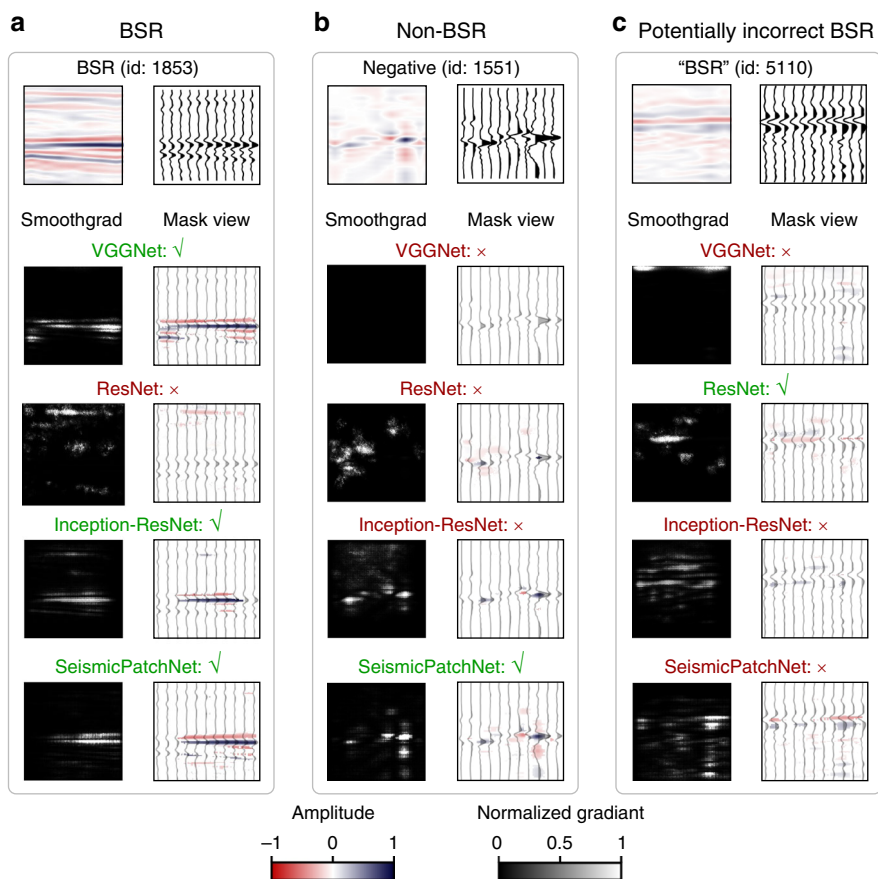 a
BSR
BSR (id: 1853)
Smoothgrad Mask view
VGGNet: √
ResNet: ×
Inception-ResNet: √
SeismicPatchNet: √
b
Non-BSR
Negative (id: 1551)
Smoothgrad Mask view
VGGNet: ×
ResNet: ×
Inception-ResNet: ×
SeismicPatchNet: √
c
Potentially incorrect BSR
“BSR” (id: 5110)
Smoothgrad Mask view
VGGNet: ×
ResNet: √
Inception-ResNet: ×
SeismicPatchNet: ×
Amplitude
−1 0 1
Normalized gradiant
0 0.5 1